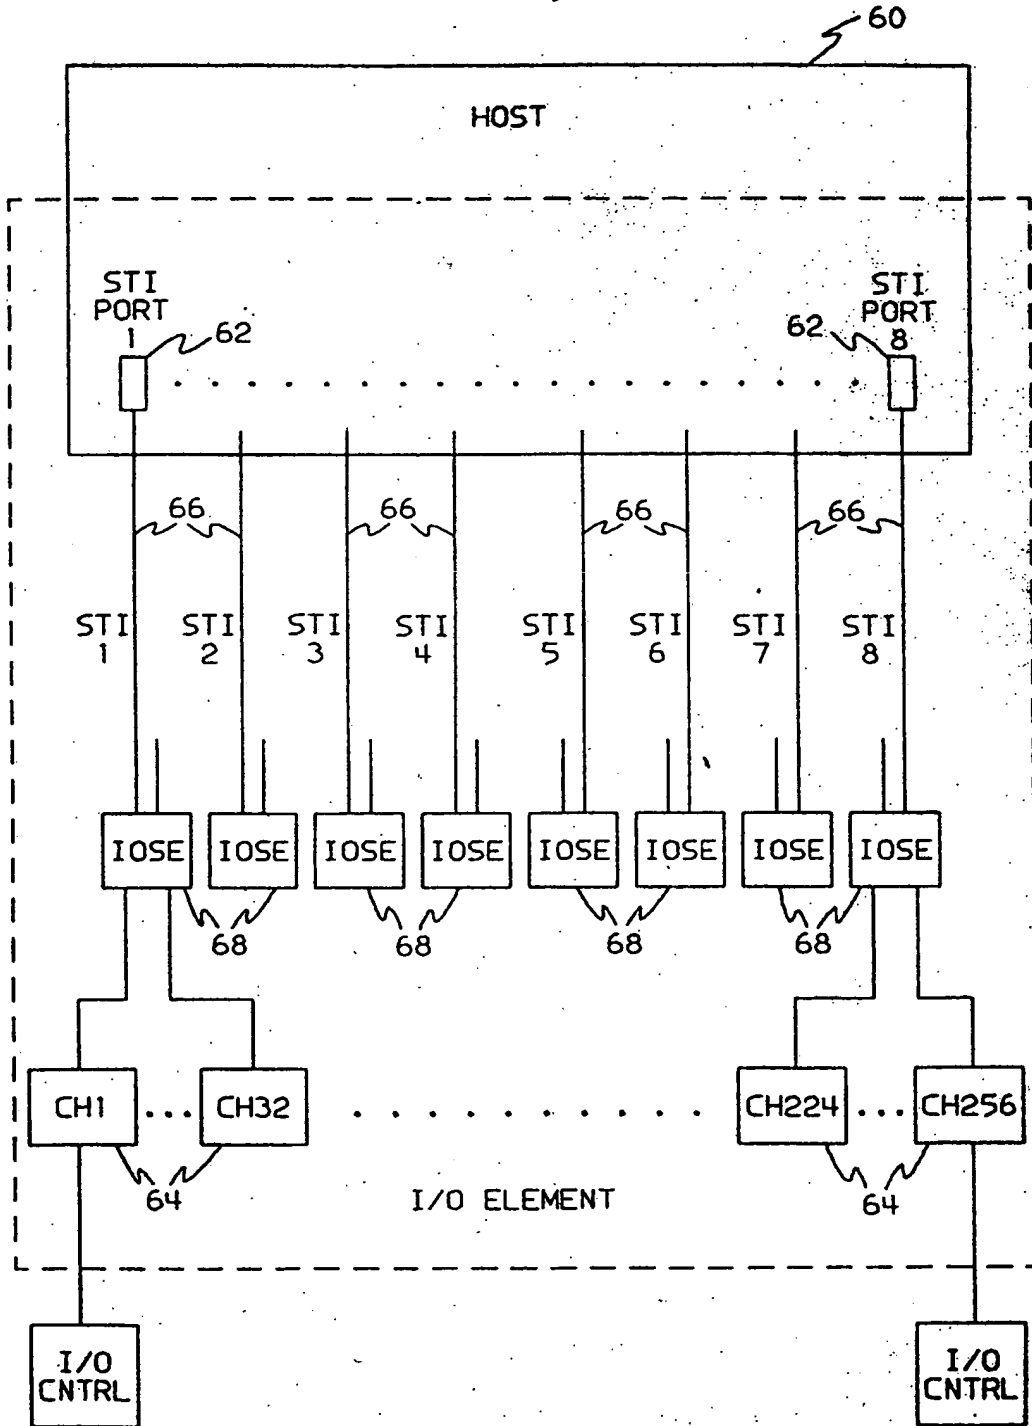 60
HOST
STI PORT 1
62
STI PORT 8
62
66
66
66
66
STI 1
STI 2
STI 3
STI 4
STI 5
STI 6
STI 7
STI 8
IOSE
IOSE
IOSE
IOSE
IOSE
IOSE
IOSE
IOSE
68
68
68
68
CH1
...
CH32
CH224
...
CH256
64
64
I/O ELEMENT
I/O CNTRL
I/O CNTRL